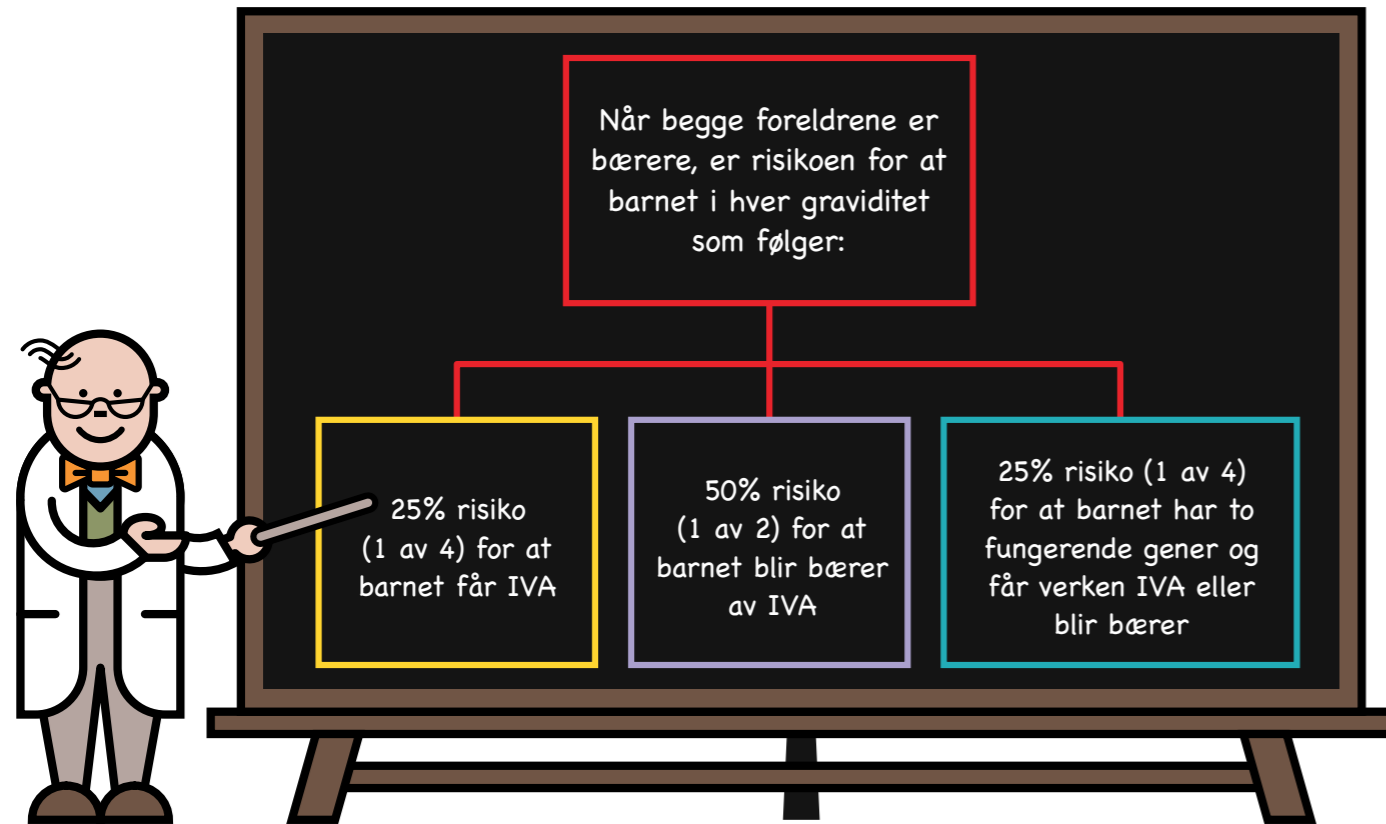 Når begge foreldrene er
bærere, er risikoen for at
barnet i hver graviditet
som følger:
25% risiko
(1 av 4) for at
barnet får IVA
50% risiko
(1 av 2) for at
barnet blir bærer
av IVA
25% risiko (1 av 4)
for at barnet har to
fungerende gener og
får verken IVA eller
blir bærer